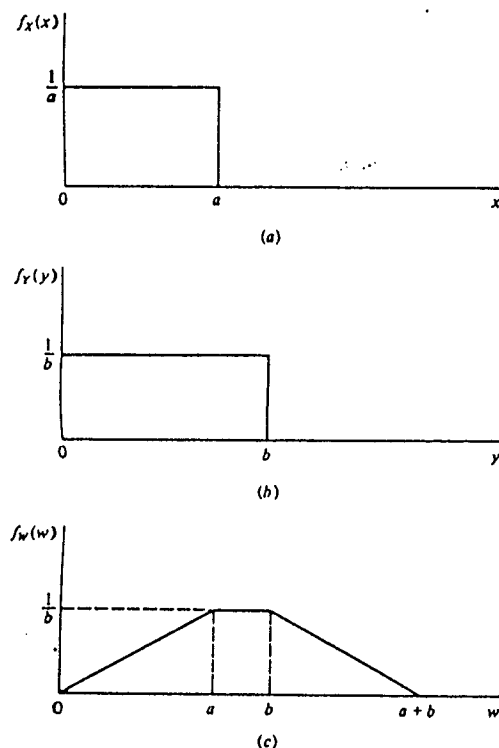 f_X(x)
1/a
0 a x
(a)
f_Y(y)
1/b
0 b y
(b)
f_W(w)
1/b
0 a b a + b w
(c)